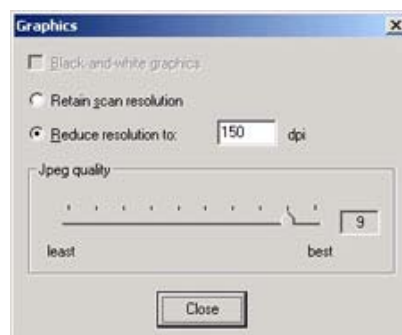 Graphics
Black-and-white graphics
Retain scan resolution
Reduce resolution to: 150 dpi
Jpeg quality
9
least best
Close